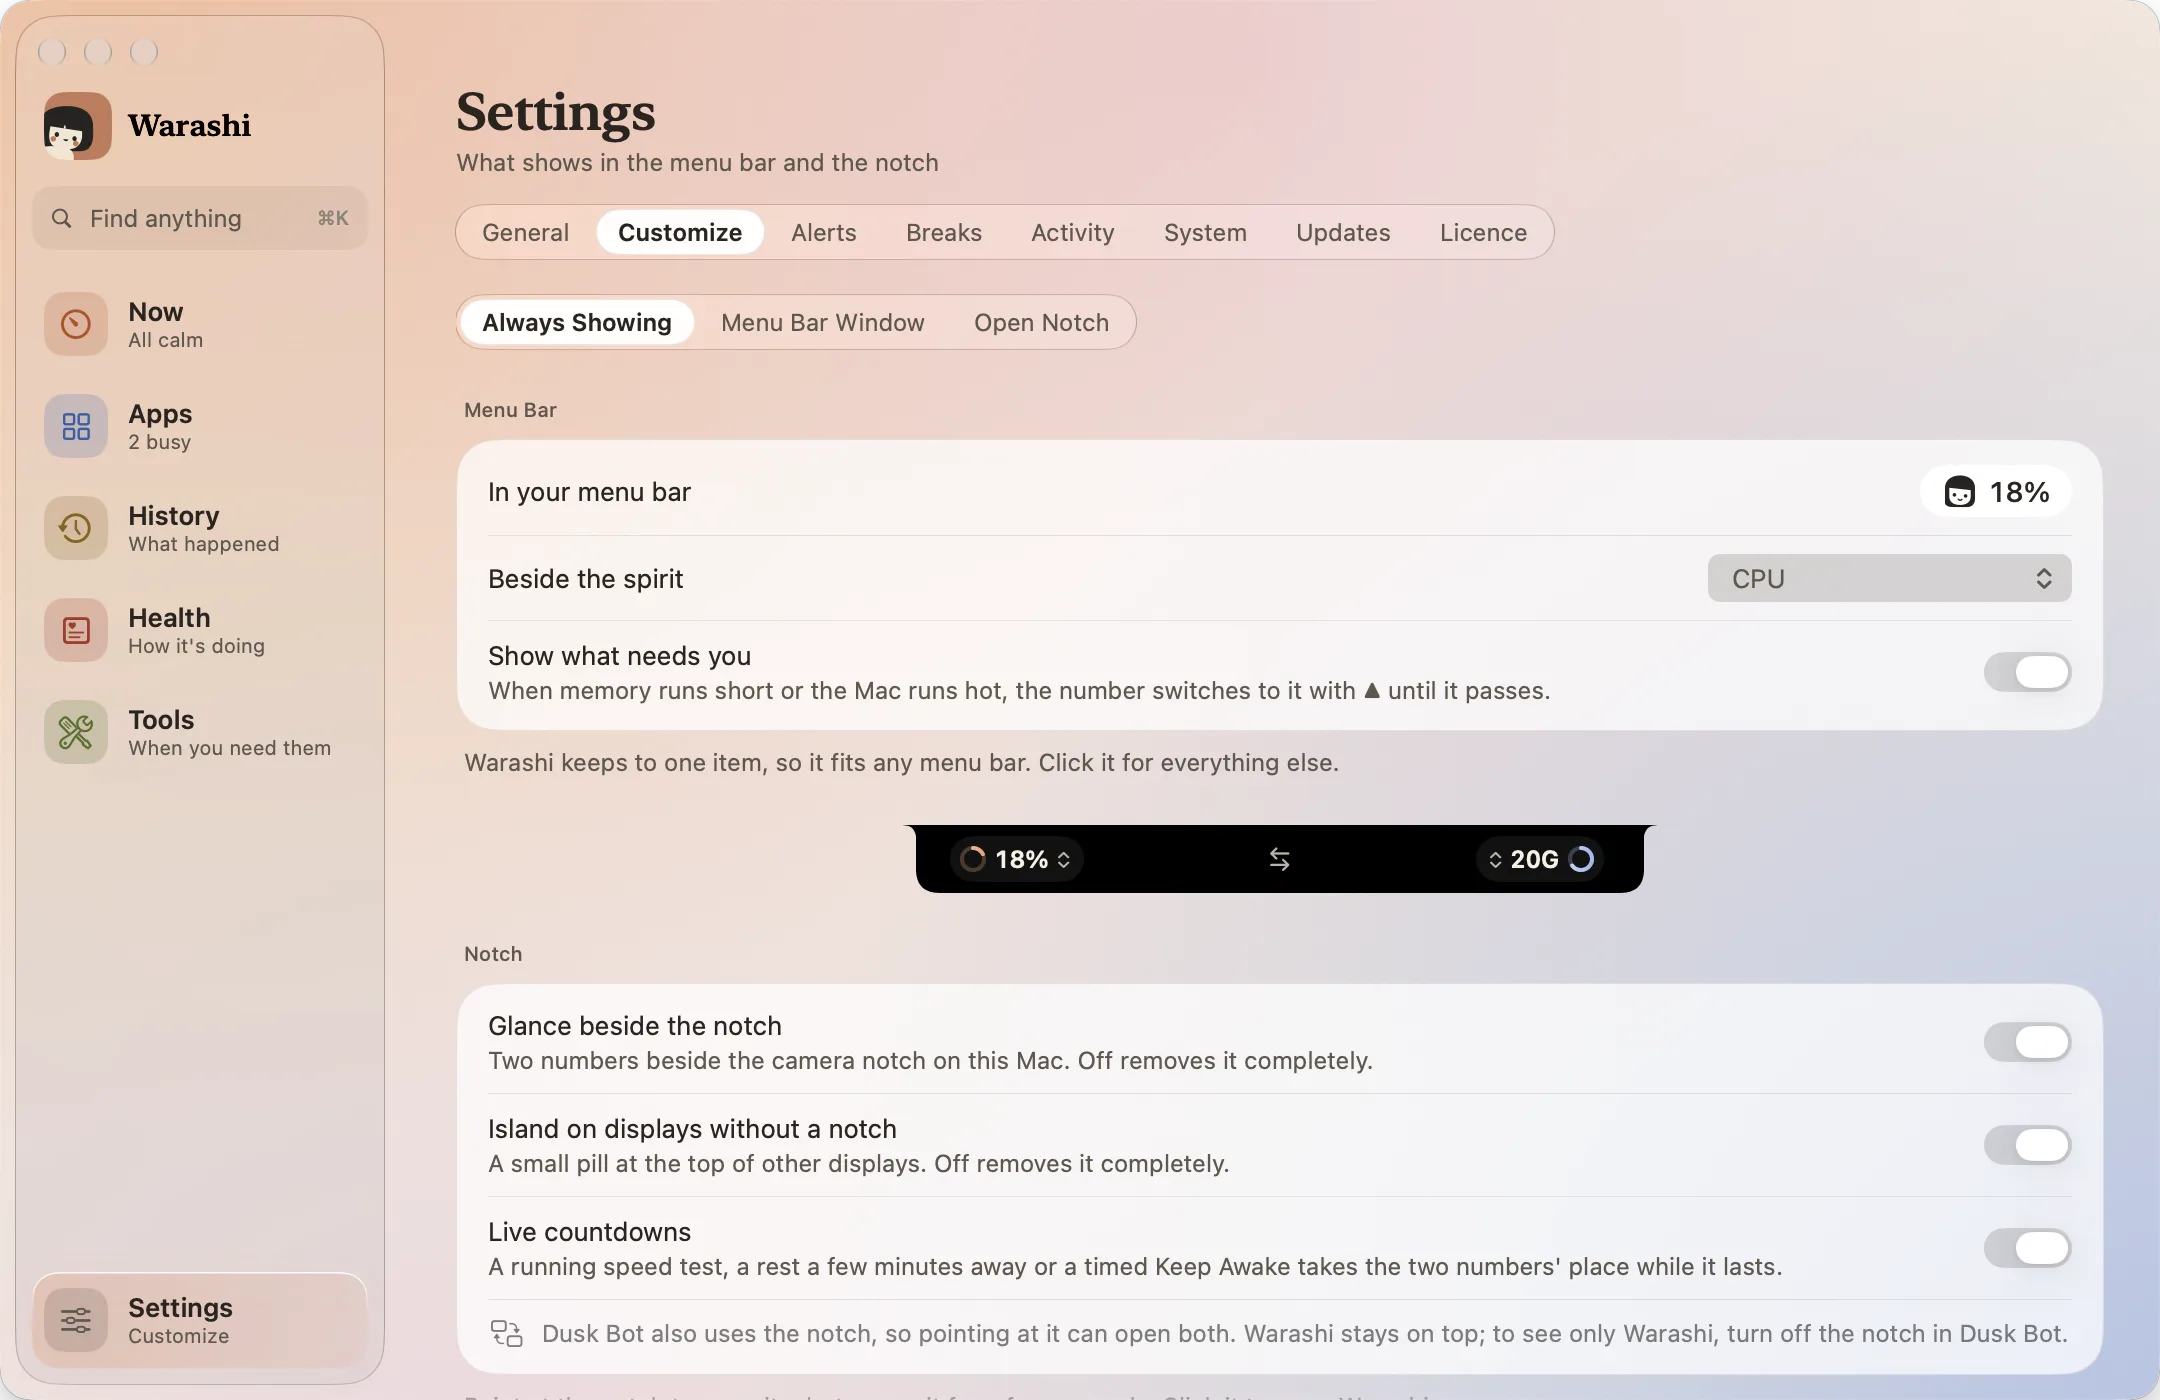 Warashi
Find anything ⌘K
Now
All calm
Apps
2 busy
History
What happened
Health
How it's doing
Tools
When you need them
Settings
Customize
Settings
What shows in the menu bar and the notch
General Customize Alerts Breaks Activity System Updates Licence
Always Showing Menu Bar Window Open Notch
Menu Bar
In your menu bar 18%
Beside the spirit CPU
Show what needs you
When memory runs short or the Mac runs hot, the number switches to it with ▲ until it passes.
Warashi keeps to one item, so it fits any menu bar. Click it for everything else.
18% 20G
Notch
Glance beside the notch
Two numbers beside the camera notch on this Mac. Off removes it completely.
Island on displays without a notch
A small pill at the top of other displays. Off removes it completely.
Live countdowns
A running speed test, a rest a few minutes away or a timed Keep Awake takes the two numbers' place while it lasts.
Dusk Bot also uses the notch, so pointing at it can open both. Warashi stays on top; to see only Warashi, turn off the notch in Dusk Bot.